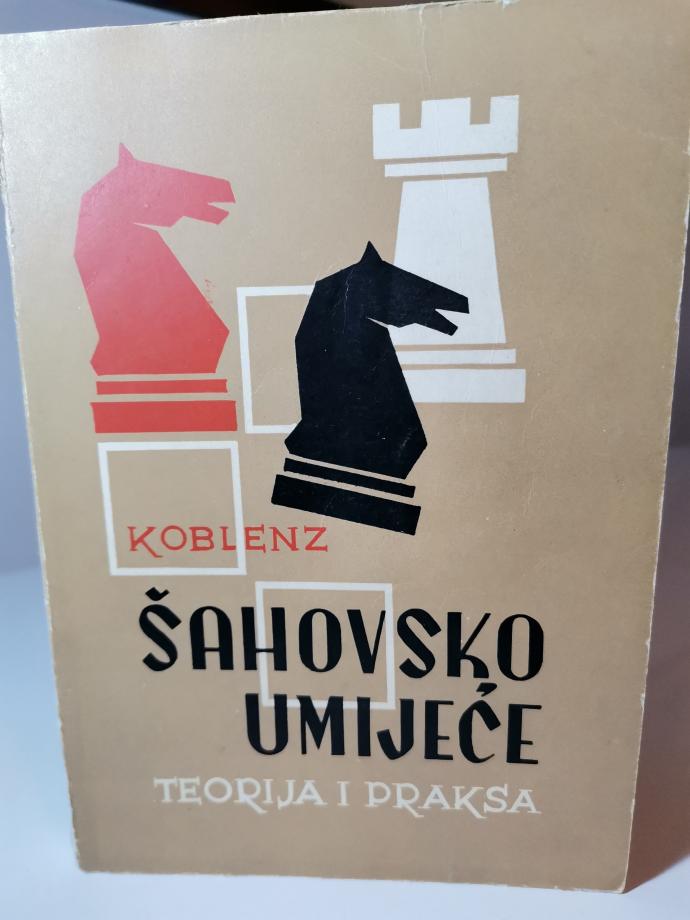 KOBLENZ
ŠAHOVSKO
UMIJEĆE
TEORIJA I PRAKSA